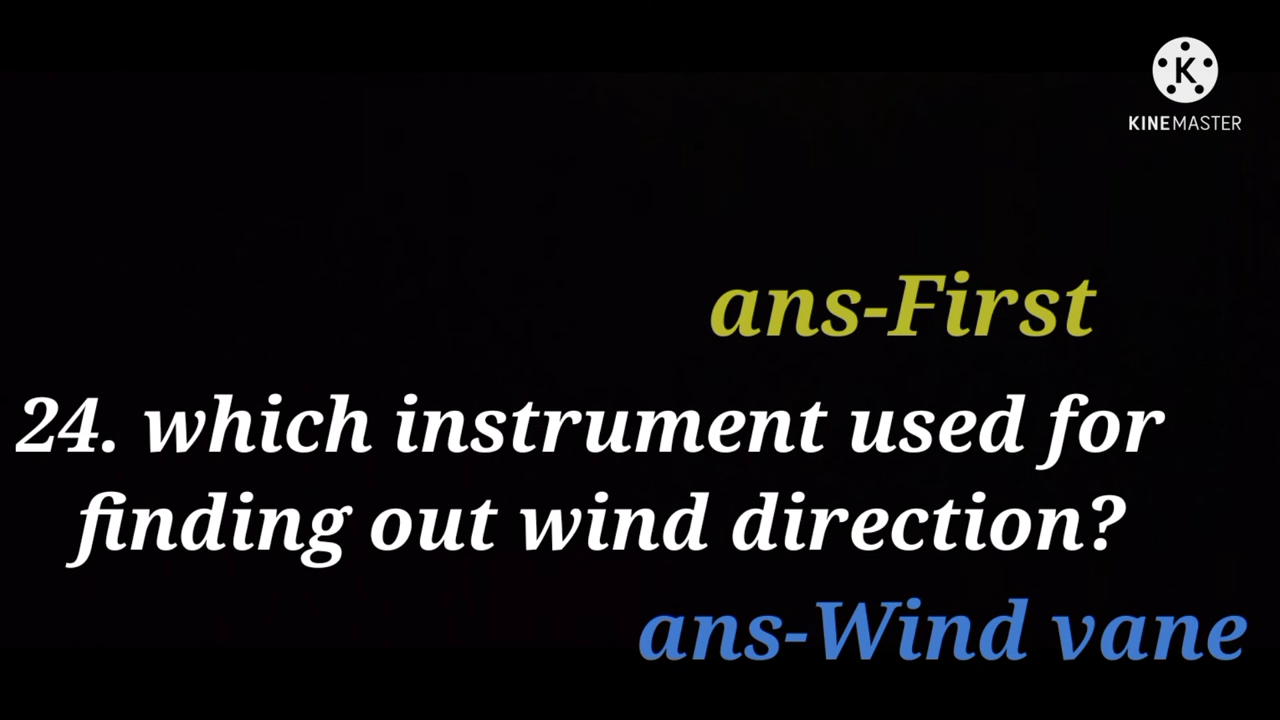 K
KINEMASTER
ans-First
24. which instrument used for
finding out wind direction?
ans-Wind vane